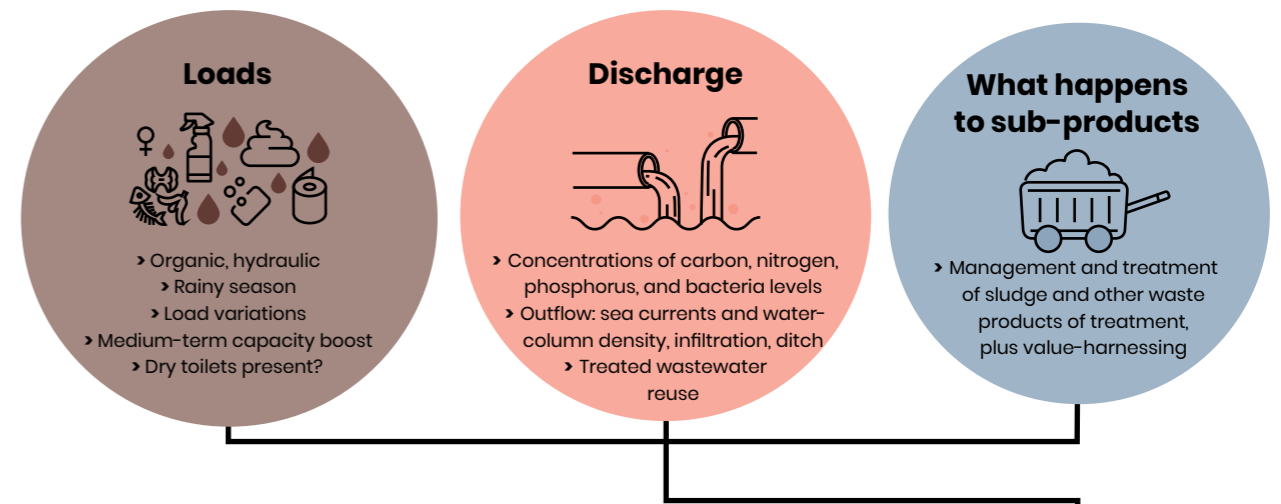 Loads
> Organic, hydraulic
> Rainy season
> Load variations
> Medium-term capacity boost
> Dry toilets present?
Discharge
> Concentrations of carbon, nitrogen,
phosphorus, and bacteria levels
> Outflow: sea currents and water-
column density, infiltration, ditch
> Treated wastewater
reuse
What happens
to sub-products
> Management and treatment
of sludge and other waste
products of treatment,
plus value-harnessing